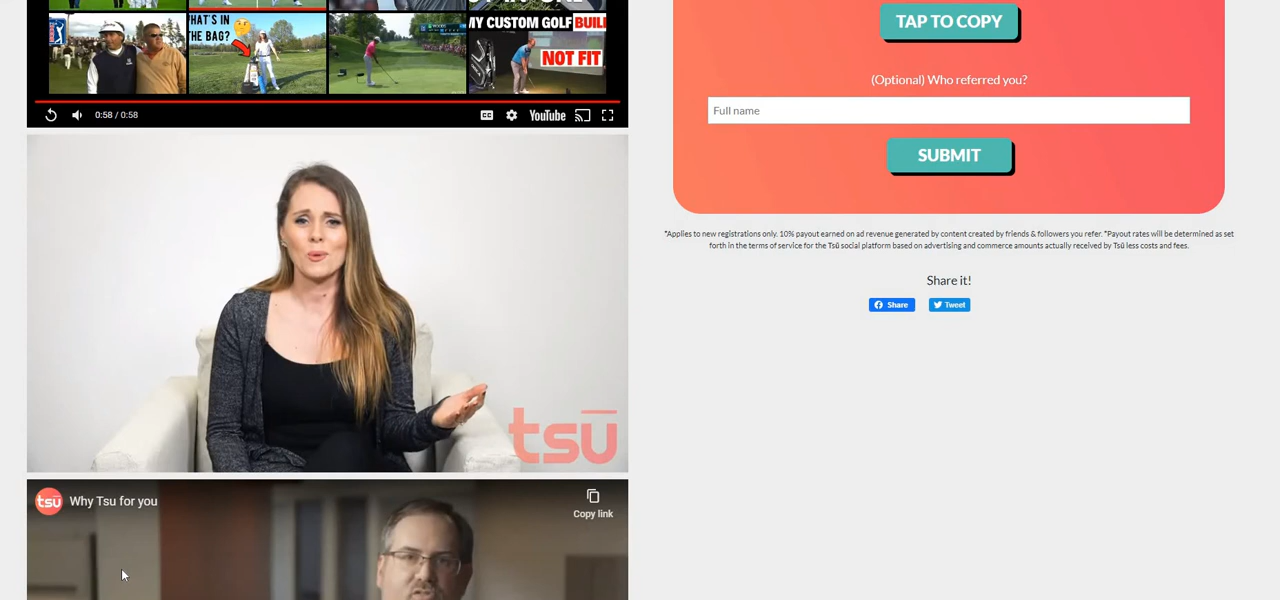 WHAT'S IN
THE BAG?
MY CUSTOM GOLF BUIL
NOT FIT
0:58 / 0:58
CC
YouTube
tsū
tsū
Why Tsu for you
Copy link
TAP TO COPY
(Optional) Who referred you?
Full name
SUBMIT
*Applies to new registrations only. 10% payout earned on ad revenue generated by content created by friends & followers you refer. *Payout rates will be determined as set
forth in the terms of service for the Tsū social platform based on advertising and commerce amounts actually received by Tsū less costs and fees.
Share it!
Share
Tweet